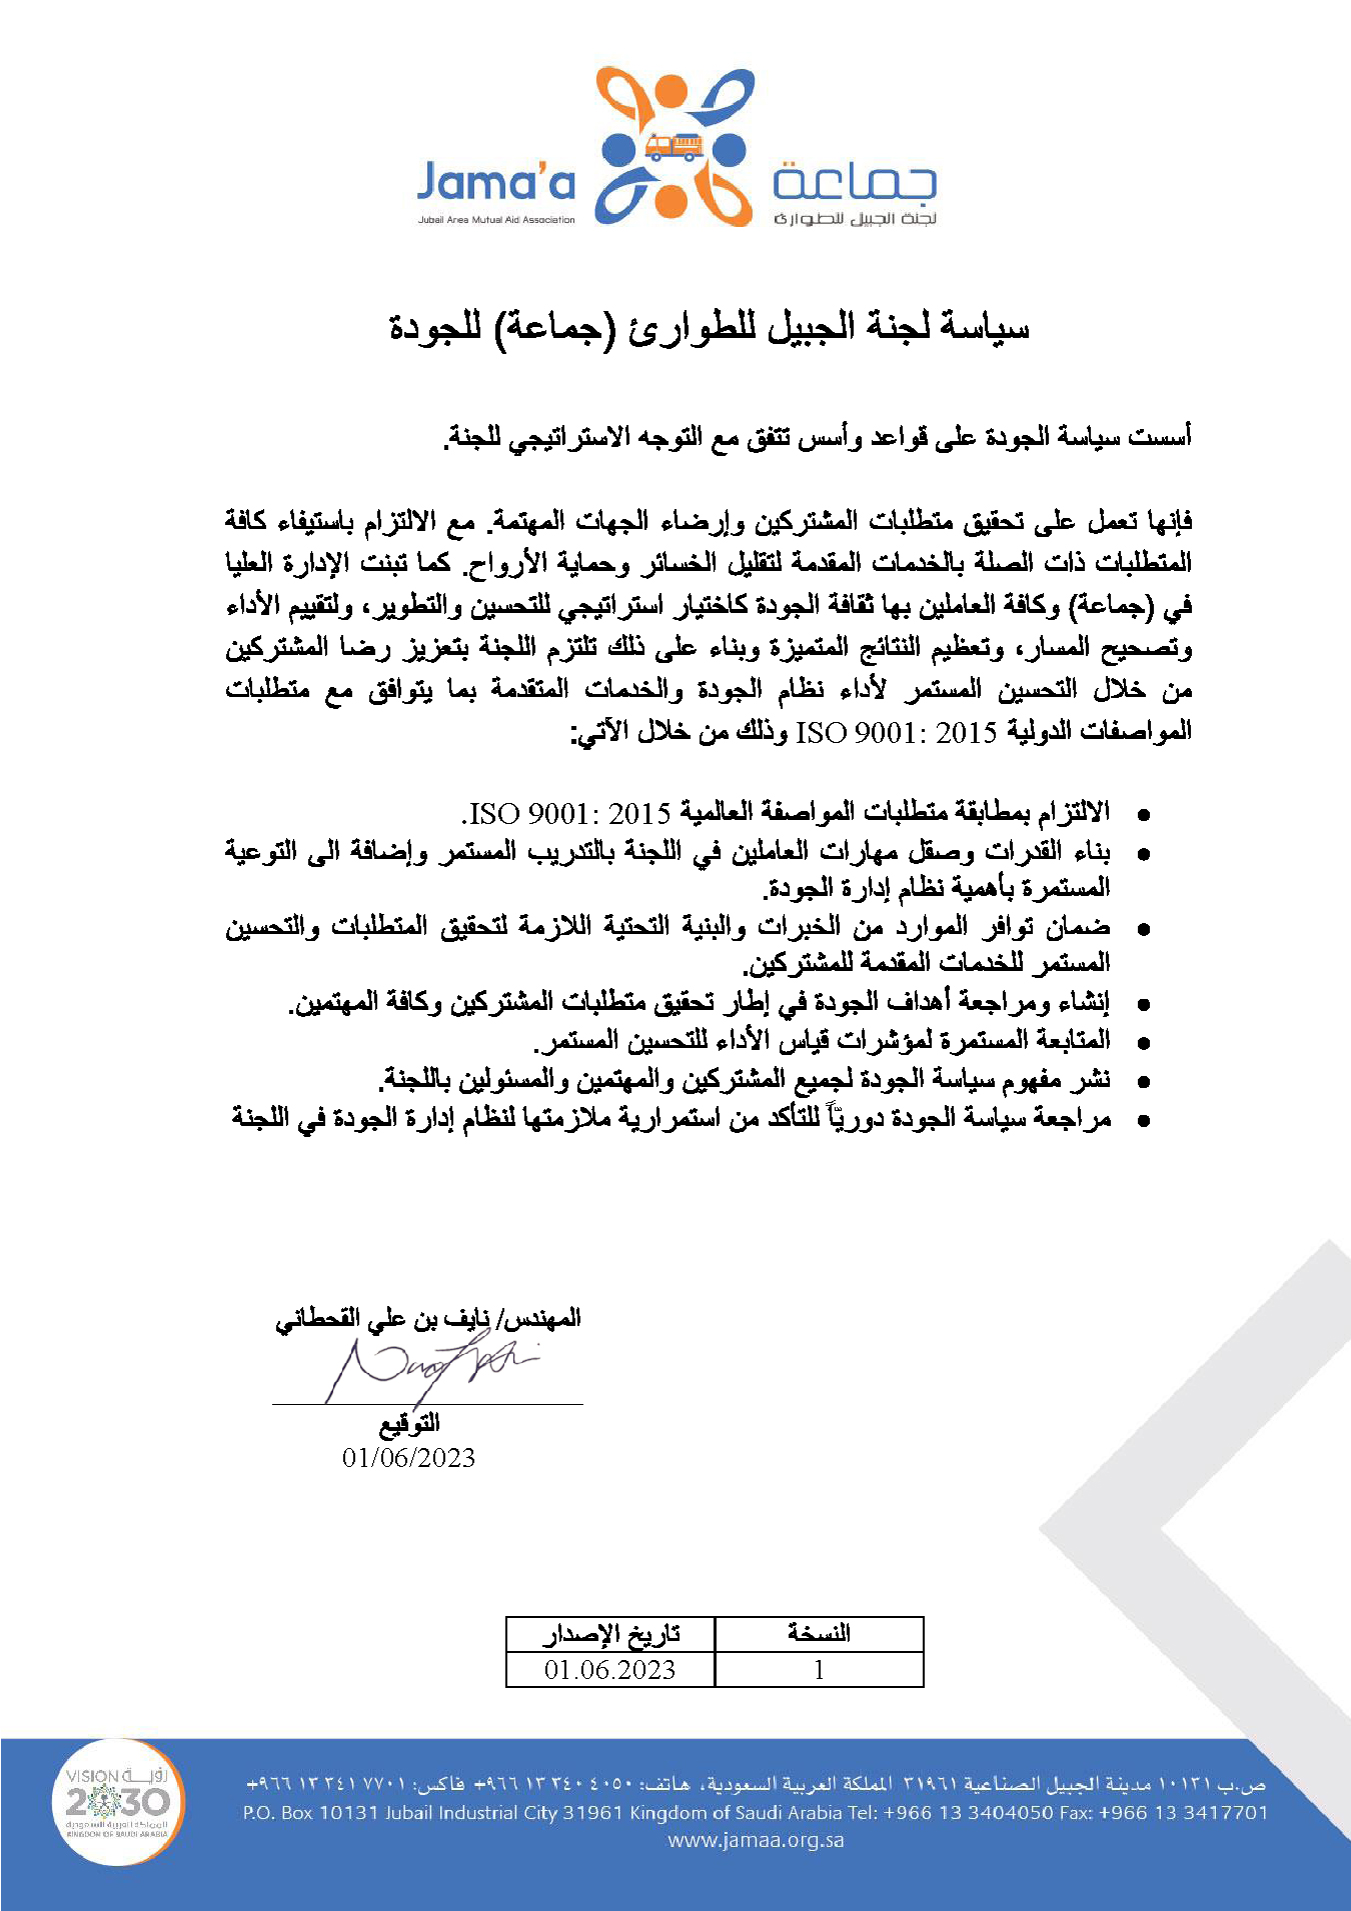 Jama'a
Jubail Area Mutual Aid Association
جماعة
لجنة الجبيل للطوارئ
سياسة لجنة الجبيل للطوارئ (جماعة) للجودة
أسست سياسة الجودة على قواعد وأسس تتفق مع التوجه الاستراتيجي للجنة.
فإنها تعمل على تحقيق متطلبات المشتركين وإرضاء الجهات المهتمة. مع الالتزام باستيفاء كافة
المتطلبات ذات الصلة بالخدمات المقدمة لتقليل الخسائر وحماية الأرواح. كما تبنت الإدارة العليا
في (جماعة) وكافة العاملين بها ثقافة الجودة كاختيار استراتيجي للتحسين والتطوير، ولتقييم الأداء
وتصحيح المسار، وتعظيم النتائج المتميزة وبناء على ذلك تلتزم اللجنة بتعزيز رضا المشتركين
من خلال التحسين المستمر لأداء نظام الجودة والخدمات المتقدمة بما يتوافق مع متطلبات
المواصفات الدولية ISO 9001: 2015 وذلك من خلال الآتي:
• الالتزام بمطابقة متطلبات المواصفة العالمية ISO 9001: 2015.
• بناء القدرات وصقل مهارات العاملين في اللجنة بالتدريب المستمر وإضافة الى التوعية
المستمرة بأهمية نظام إدارة الجودة.
• ضمان توافر الموارد من الخبرات والبنية التحتية اللازمة لتحقيق المتطلبات والتحسين
المستمر للخدمات المقدمة للمشتركين.
• إنشاء ومراجعة أهداف الجودة في إطار تحقيق متطلبات المشتركين وكافة المهتمين.
• المتابعة المستمرة لمؤشرات قياس الأداء للتحسين المستمر.
• نشر مفهوم سياسة الجودة لجميع المشتركين والمهتمين والمسئولين باللجنة.
• مراجعة سياسة الجودة دوريّاً للتأكد من استمرارية ملازمتها لنظام إدارة الجودة في اللجنة
المهندس/ نايف بن علي القحطاني
التوقيع
01/06/2023
النسخة تاريخ الإصدار
1 01.06.2023
VISION رؤيـــة
2030
المملكة العربية السعودية
KINGDOM OF SAUDI ARABIA
ص.ب ١٠١٣١ مدينة الجبيل الصناعية ٣١٩٦١ المملكة العربية السعودية، هاتف: ٤٠٥٠ ٣٤٠ ١٣ ٩٦٦+ فاكس: ٧٧٠١ ٣٤١ ١٣ ٩٦٦+
P.O. Box 10131 Jubail Industrial City 31961 Kingdom of Saudi Arabia Tel: +966 13 3404050 Fax: +966 13 3417701
www.jamaa.org.sa